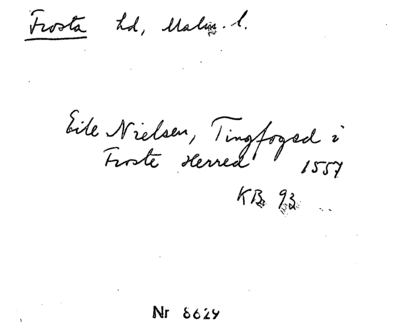 Frosta hd, Malm. l.
Eile Nielsen, Tingfoged i
Froste Herred 1557
KB 93
Nr 8629